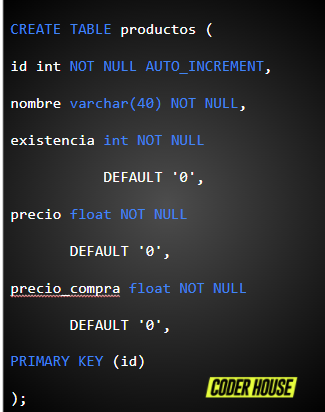 CREATE TABLE productos (
id int NOT NULL AUTO_INCREMENT,
nombre varchar(40) NOT NULL,
existencia int NOT NULL
DEFAULT '0',
precio float NOT NULL
DEFAULT '0',
precio_compra float NOT NULL
DEFAULT '0',
PRIMARY KEY (id)
);
CODER HOUSE